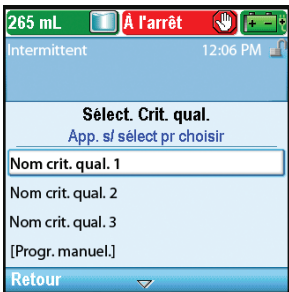 265 mL À l'arrêt
Intermittent 12:06 PM
Sélect. Crit. qual.
App. s/ sélect pr choisir
Nom crit. qual. 1
Nom crit. qual. 2
Nom crit. qual. 3
[Progr. manuel.]
Retour